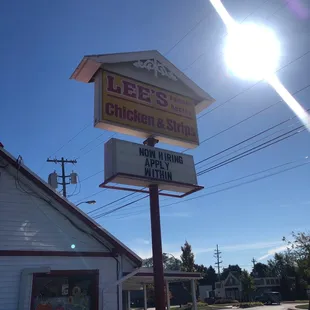 LEE'S
Chicken & Strips
NOW HIRING
APPLY
WITHIN